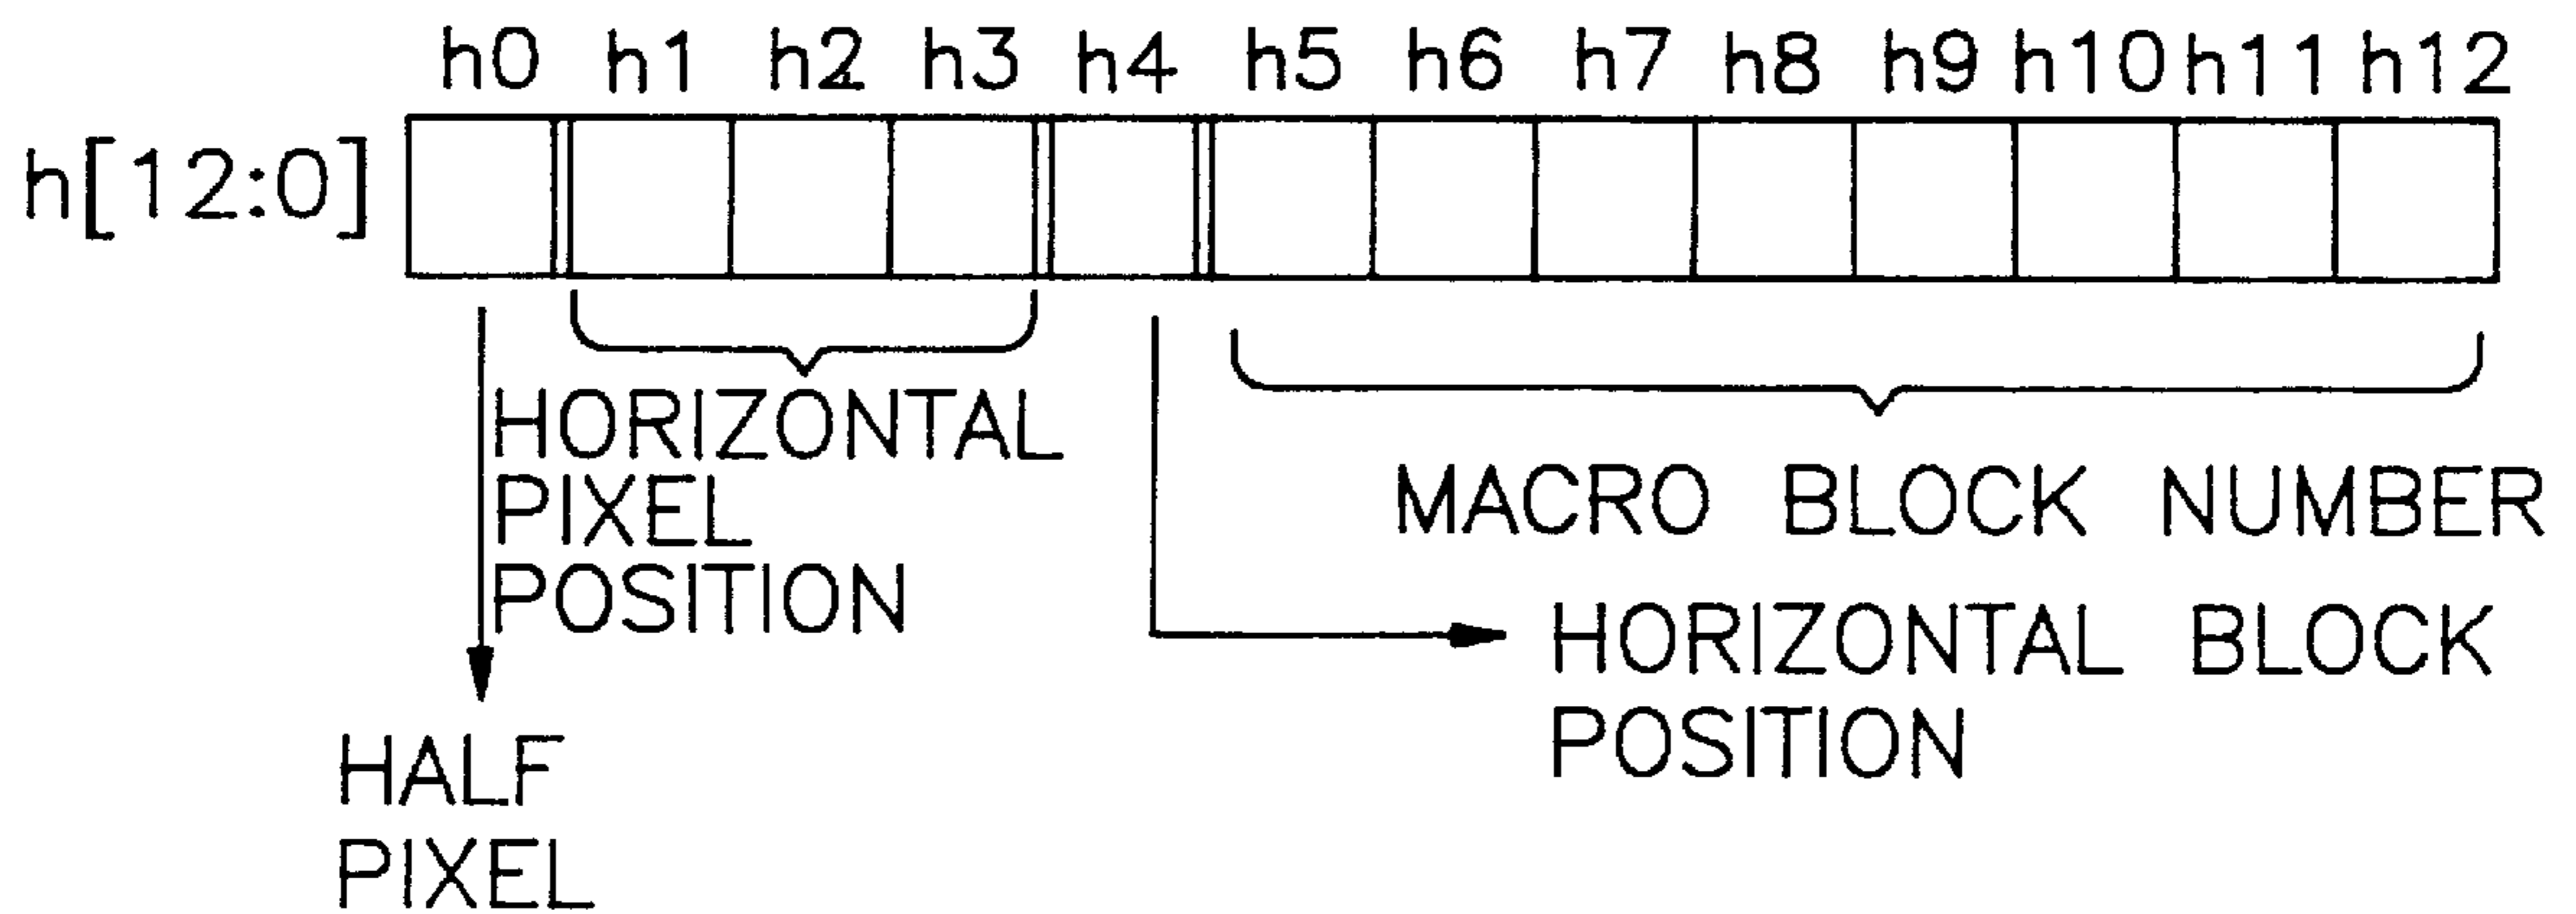 h0 h1 h2 h3 h4 h5 h6 h7 h8 h9 h10 h11 h12
h[12:0]
HORIZONTAL
PIXEL
POSITION
MACRO BLOCK NUMBER
HORIZONTAL BLOCK
POSITION
HALF
PIXEL